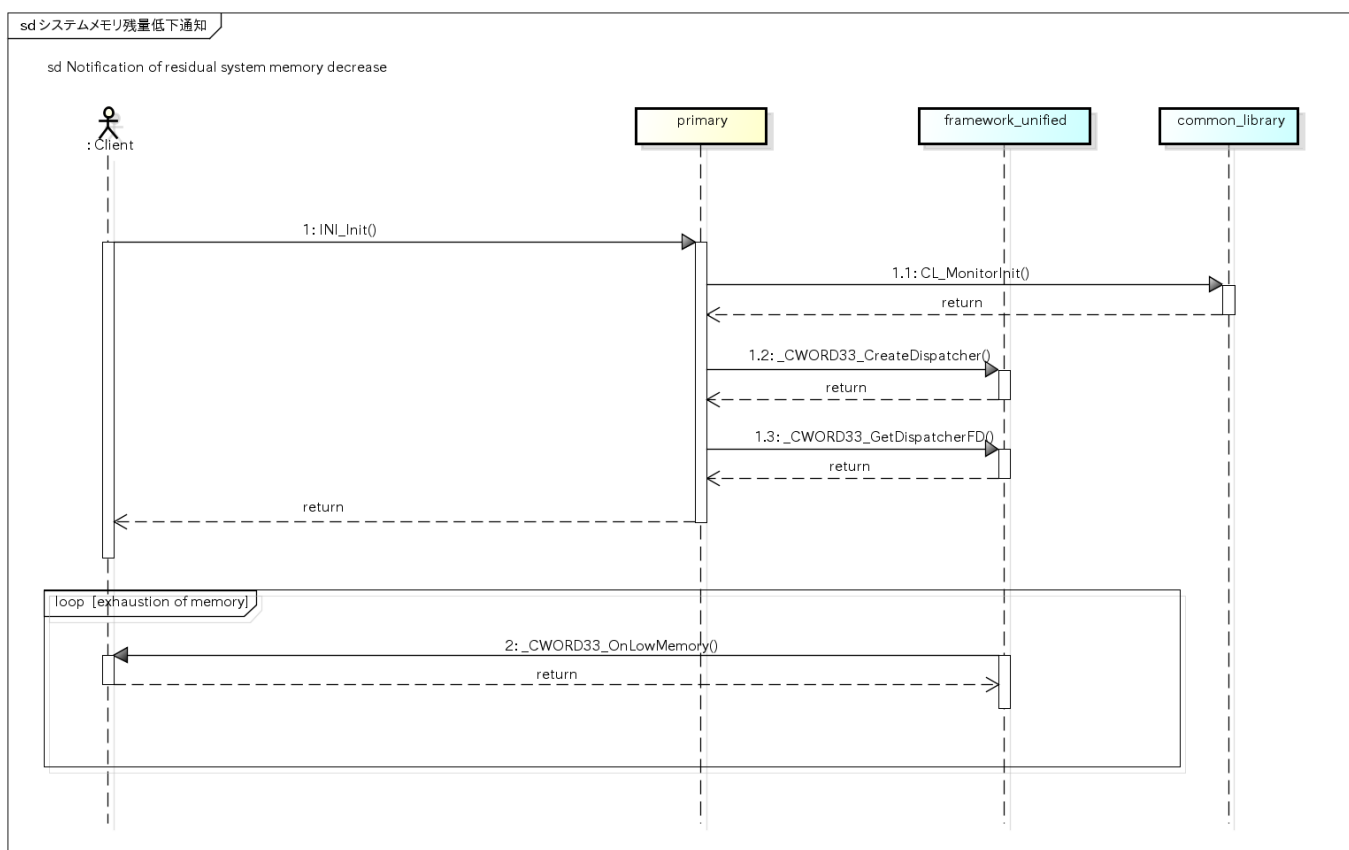 sd システムメモリ残量低下通知
sd Notification of residual system memory decrease
: Client
primary
framework_unified
common_library
1: INI_Init()
1.1: CL_MonitorInit()
return
1.2: _CWORD33_CreateDispatcher()
return
1.3: _CWORD33_GetDispatcherFD()
return
return
loop [exhaustion of memory]
2: _CWORD33_OnLowMemory()
return